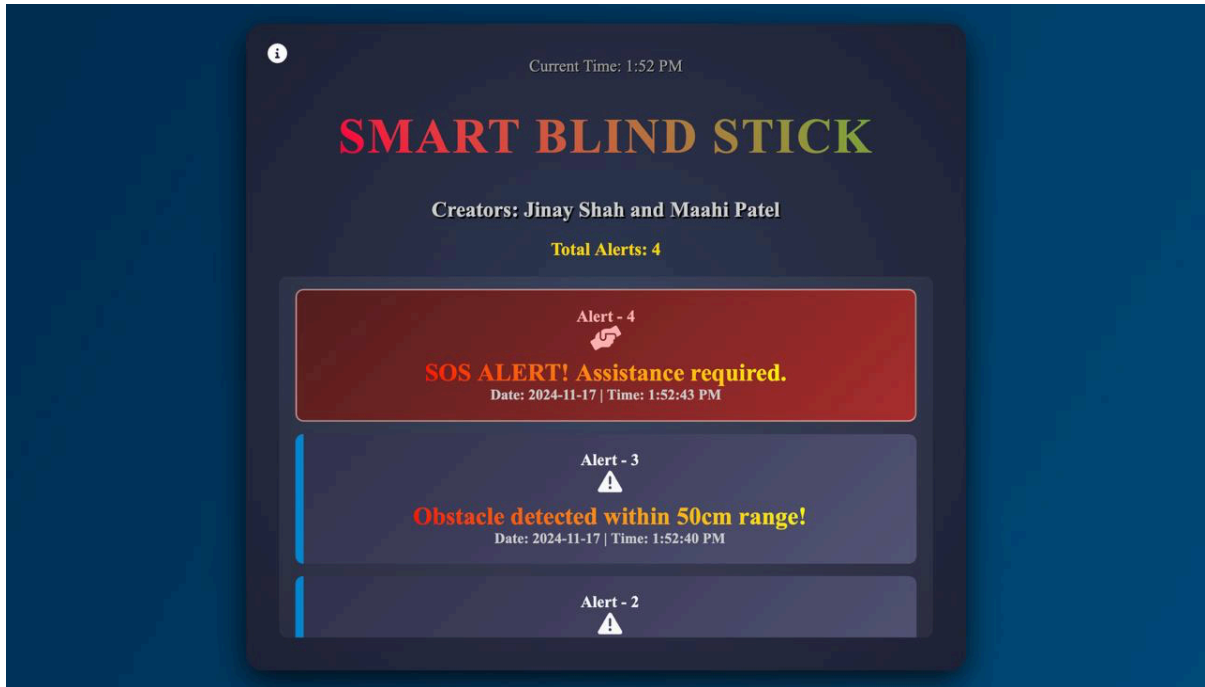 Current Time: 1:52 PM
SMART BLIND STICK
Creators: Jinay Shah and Maahi Patel
Total Alerts: 4
Alert - 4
SOS ALERT! Assistance required.
Date: 2024-11-17 | Time: 1:52:43 PM
Alert - 3
Obstacle detected within 50cm range!
Date: 2024-11-17 | Time: 1:52:40 PM
Alert - 2